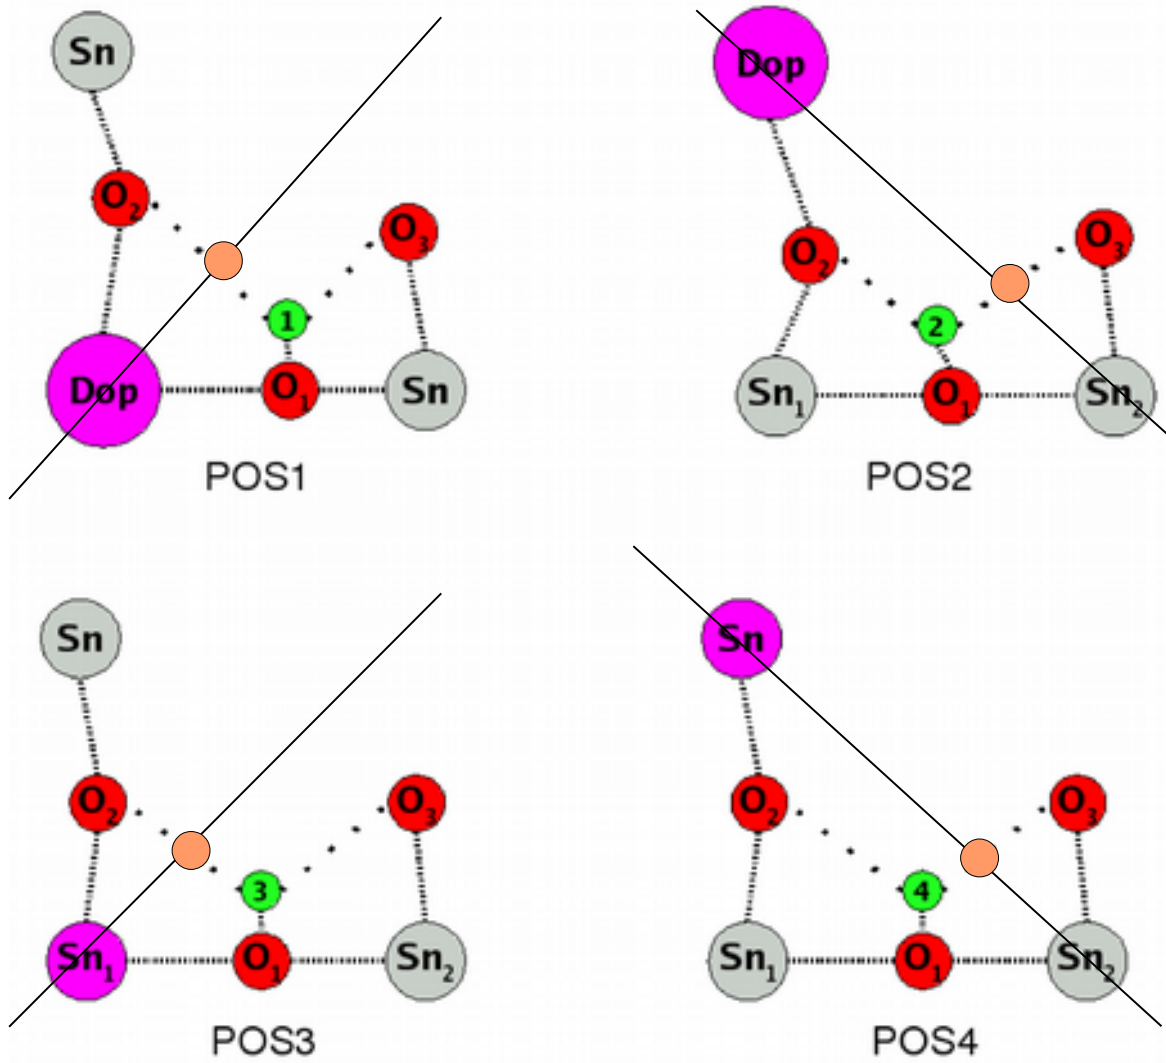 Sn
Dop
O₂
O₃
O₂
O₃
1
2
Dop
O₁
Sn
Sn₁
O₁
Sn₂
POS1
POS2
Sn
Sn
O₂
O₃
O₂
O₃
3
4
Sn₁
O₁
Sn₂
Sn₁
O₁
Sn₂
POS3
POS4